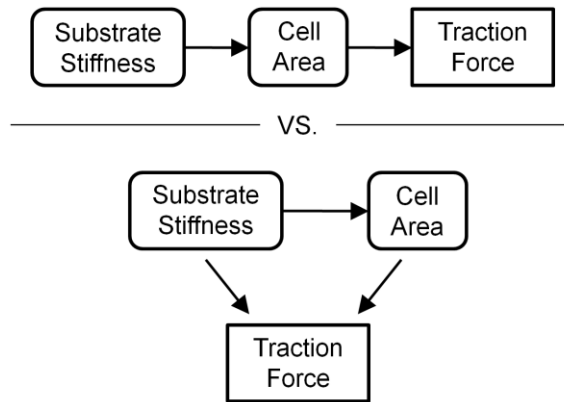 Substrate
Stiffness
Cell
Area
Traction
Force
VS.
Substrate
Stiffness
Cell
Area
Traction
Force